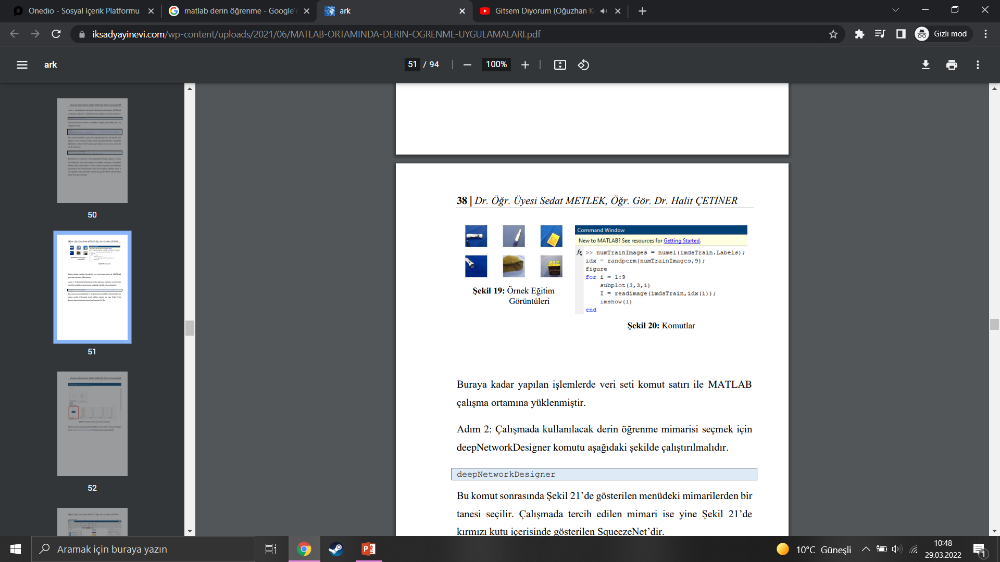 Onedio - Sosyal İçerik Platformu
matlab derin öğrenme - Google'
ark
Gitsem Diyorum (Oğuzhan K
iksadyayinevi.com/wp-content/uploads/2021/06/MATLAB-ORTAMINDA-DERIN-OGRENME-UYGULAMALARI.pdf
Gizli mod
ark
51 / 94
100%
50
51
52
38 | Dr. Öğr. Üyesi Sedat METLEK, Öğr. Gör. Dr. Halit ÇETİNER
Şekil 19: Örnek Eğitim
Görüntüleri
Command Window
New to MATLAB? See resources for Getting Started.
fx >> numTrainImages = numel(imdsTrain.Labels);
idx = randperm(numTrainImages,9);
figure
for i = 1:9
subplot(3,3,i)
I = readimage(imdsTrain,idx(i));
imshow(I)
end
Şekil 20: Komutlar
Buraya kadar yapılan işlemlerde veri seti komut satırı ile MATLAB
çalışma ortamına yüklenmiştir.
Adım 2: Çalışmada kullanılacak derin öğrenme mimarisi seçmek için
deepNetworkDesigner komutu aşağıdaki şekilde çalıştırılmalıdır.
deepNetworkDesigner
Bu komut sonrasında Şekil 21'de gösterilen menüdeki mimarilerden bir
tanesi seçilir. Çalışmada tercih edilen mimari ise yine Şekil 21'de
kırmızı kutu içerisinde gösterilen SqueezeNet'dir.
Aramak için buraya yazın
10°C Güneşli
10:48
29.03.2022
1